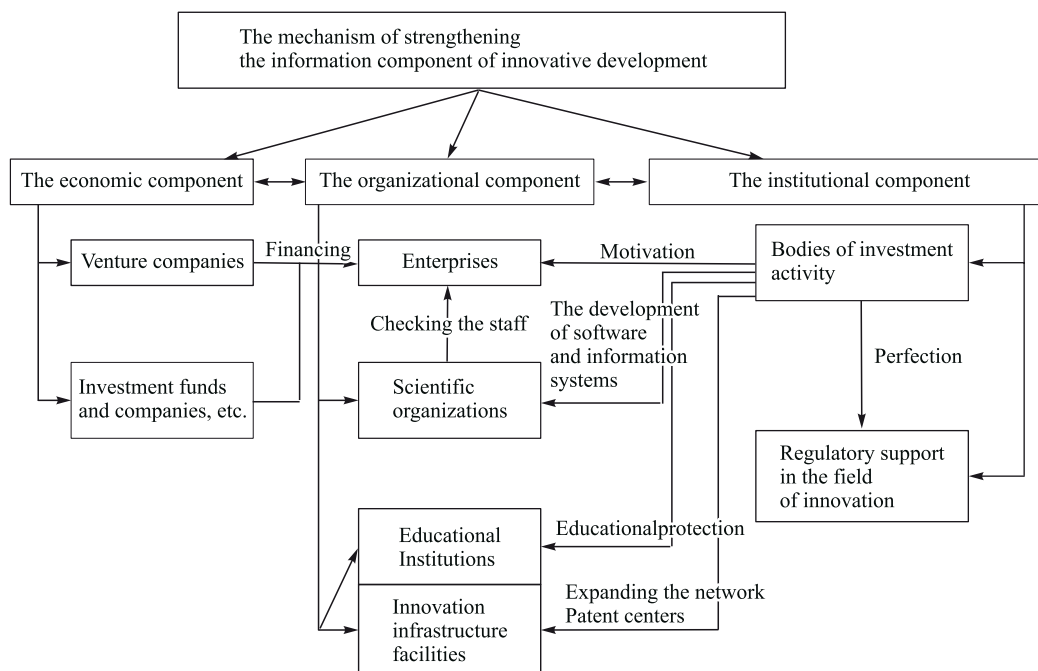 The mechanism of strengthening
the information component of innovative development
The economic component
The organizational component
The institutional component
Venture companies
Financing
Enterprises
Motivation
Bodies of investment
activity
Checking the staff
The development
of software
and information
systems
Perfection
Investment funds
and companies, etc.
Scientific
organizations
Regulatory support
in the field
of innovation
Educational
Institutions
Educationalprotection
Innovation
infrastructure
facilities
Expanding the network
Patent centers